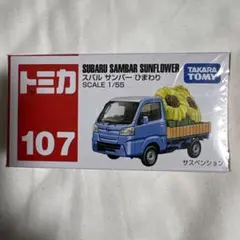 トミカ
SUBARU SAMBAR SUNFLOWER
スバル サンバー ひまわり
SCALE 1/55
TAKARA
TOMY
107
サスペンション